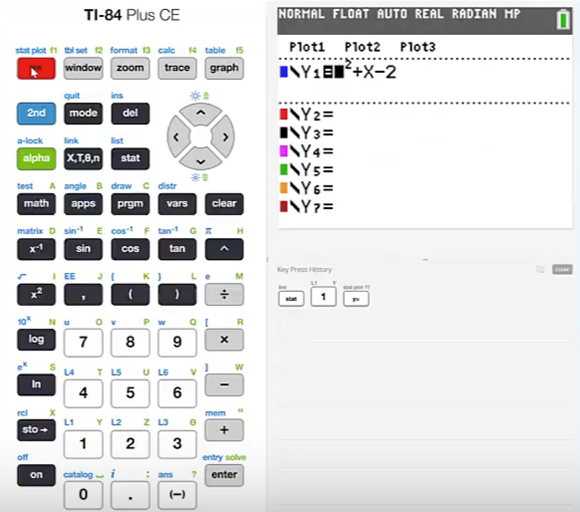 TI-84 Plus CE
stat plot f1 tbl set f2 format f3 calc f4 table f5
window zoom trace graph
quit ins
2nd mode del
a-lock link list
alpha X,T,θ,n stat
test A angle B draw C distr
math apps prgm vars clear
matrix D sin⁻¹ E cos⁻¹ F tan⁻¹ G π H
x⁻¹ sin cos tan ^
√ I EE J { K } L e M
x² , ( ) ÷
10ˣ N u O v P w Q [ R
log 7 8 9 ×
eˣ S L4 T L5 U L6 V ] W
ln 4 5 6 −
rcl X L1 Y L2 Z L3 θ mem "
sto→ 1 2 3 +
off catalog ⎵ i : ans ? entry solve
on 0 . (−) enter
NORMAL FLOAT AUTO REAL RADIAN MP
Plot1 Plot2 Plot3
\Y1=²+X−2
\Y2=
\Y3=
\Y4=
\Y5=
\Y6=
\Y7=
Key Press History
list L1 Y stat plot f1
stat 1 y=